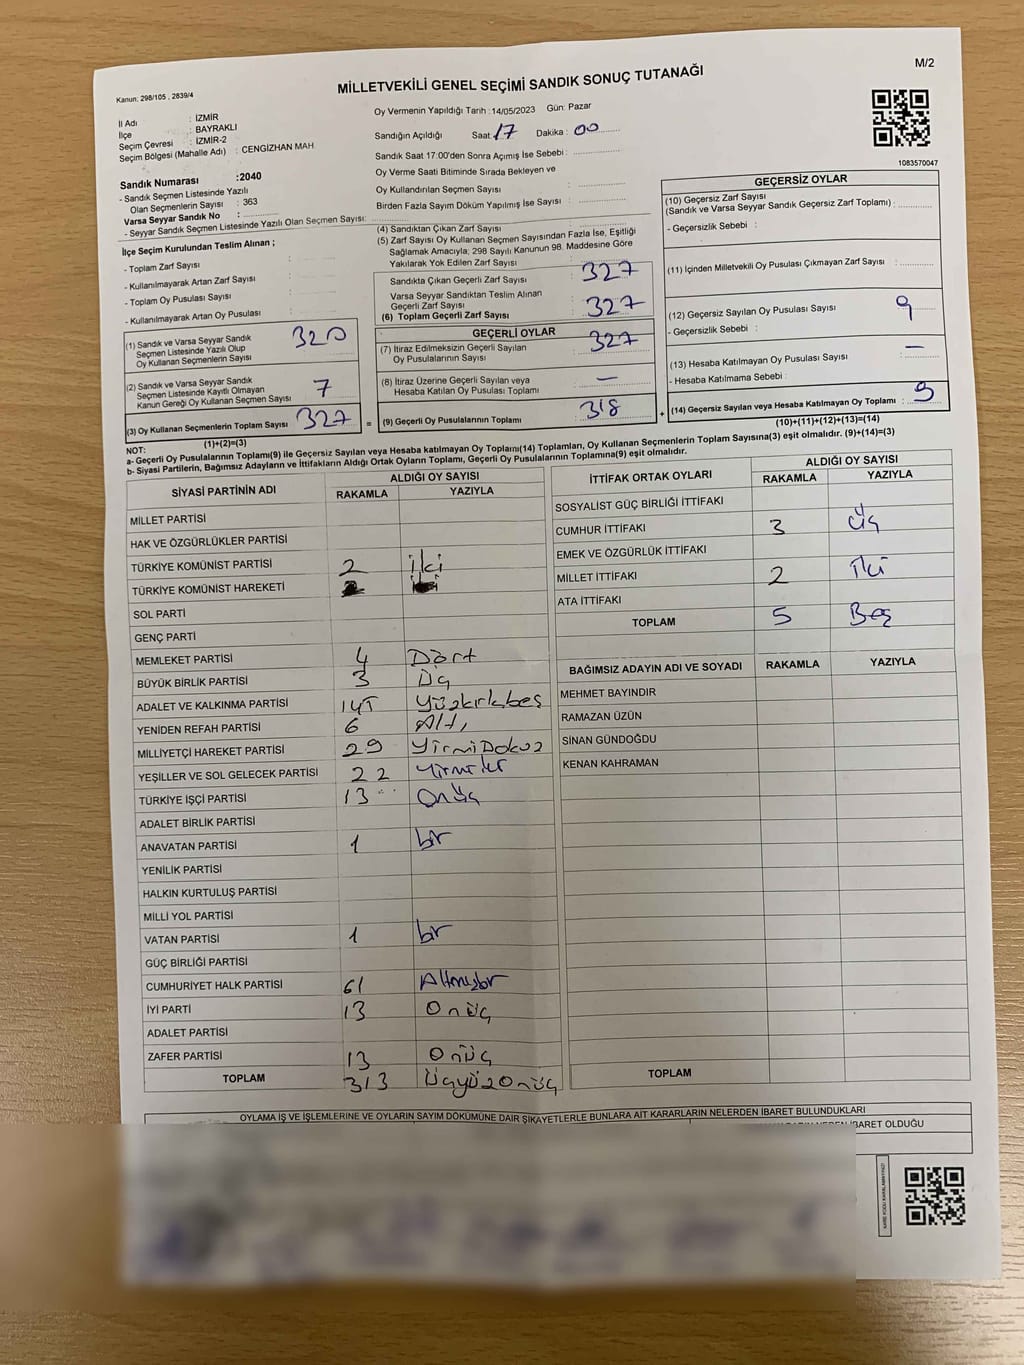 M/2
MİLLETVEKİLİ GENEL SEÇİMİ SANDIK SONUÇ TUTANAĞI
Kanun: 298/105 , 2839/4
İl Adı : İZMİR
İlçe : BAYRAKLI
Seçim Çevresi : İZMİR-2
Seçim Bölgesi (Mahalle Adı) : CENGİZHAN MAH
Sandık Numarası :2040
- Sandık Seçmen Listesinde Yazılı
Olan Seçmenlerin Sayısı : 363
Varsa Seyyar Sandık No :
- Seyyar Sandık Seçmen Listesinde Yazılı Olan Seçmen Sayısı:
Oy Vermenin Yapıldığı Tarih :14/05/2023 Gün: Pazar
Sandığın Açıldığı Saat 17 Dakika : 00
Sandık Saat 17:00'den Sonra Açımış İse Sebebi :
Oy Verme Saati Bitiminde Sırada Bekleyen ve
Oy Kullandırılan Seçmen Sayısı :
Birden Fazla Sayım Döküm Yapılmış İse Sayısı :
1083570047
İlçe Seçim Kurulundan Teslim Alınan ;
- Toplam Zarf Sayısı :
- Kullanılmayarak Artan Zarf Sayısı :
- Toplam Oy Pusulası Sayısı :
- Kullanılmayarak Artan Oy Pusulası :
(1) Sandık ve Varsa Seyyar Sandık
Seçmen Listesinde Yazılı Olup
Oy Kullanan Seçmenlerin Sayısı 320
(2) Sandık ve Varsa Seyyar Sandık
Seçmen Listesinde Kayıtlı Olmayan
Kanun Gereği Oy Kullanan Seçmen Sayısı 7
(3) Oy Kullanan Seçmenlerin Toplam Sayısı 327
(1)+(2)=(3)
(4) Sandıktan Çıkan Zarf Sayısı
(5) Zarf Sayısı Oy Kullanan Seçmen Sayısından Fazla İse, Eşitliği
Sağlamak Amacıyla; 298 Sayılı Kanunun 98. Maddesine Göre
Yakılarak Yok Edilen Zarf Sayısı
Sandıkta Çıkan Geçerli Zarf Sayısı : 327
Varsa Seyyar Sandıktan Teslim Alınan
Geçerli Zarf Sayısı
(6) Toplam Geçerli Zarf Sayısı : 327
GEÇERLİ OYLAR
(7) İtiraz Edilmeksizin Geçerli Sayılan
Oy Pusulalarının Sayısı : 327
(8) İtiraz Üzerine Geçerli Sayılan veya
Hesaba Katılan Oy Pusulası Toplamı : —
= (9) Geçerli Oy Pusulalarının Toplamı : 318 +
GEÇERSİZ OYLAR
(10) Geçersiz Zarf Sayısı
(Sandık ve Varsa Seyyar Sandık Geçersiz Zarf Toplamı) :
- Geçersizlik Sebebi :
(11) İçinden Milletvekili Oy Pusulası Çıkmayan Zarf Sayısı :
(12) Geçersiz Sayılan Oy Pusulası Sayısı : 9
- Geçersizlik Sebebi :
(13) Hesaba Katılmayan Oy Pusulası Sayısı : —
- Hesaba Katılmama Sebebi :
(14) Geçersiz Sayılan veya Hesaba Katılmayan Oy Toplamı : 9
(10)+(11)+(12)+(13)=(14)
NOT:
a- Geçerli Oy Pusulalarının Toplamı(9) ile Geçersiz Sayılan veya Hesaba katılmayan Oy Toplamı(14) Toplamları, Oy Kullanan Seçmenlerin Toplam Sayısına(3) eşit olmalıdır. (9)+(14)=(3)
b- Siyasi Partilerin, Bağımsız Adayların ve İttifakların Aldığı Ortak Oyların Toplamı, Geçerli Oy Pusulalarının Toplamına(9) eşit olmalıdır.
SİYASİ PARTİNİN ADI ALDIĞI OY SAYISI
RAKAMLA YAZIYLA
MİLLET PARTİSİ
HAK VE ÖZGÜRLÜKLER PARTİSİ
TÜRKİYE KOMÜNİST PARTİSİ 2 iki
TÜRKİYE KOMÜNİST HAREKETİ
SOL PARTİ
GENÇ PARTİ
MEMLEKET PARTİSİ 4 Dört
BÜYÜK BİRLİK PARTİSİ 3 Üç
ADALET VE KALKINMA PARTİSİ 145 Yüzkırkbeş
YENİDEN REFAH PARTİSİ 6 Altı
MİLLİYETÇİ HAREKET PARTİSİ 29 YirmiDokuz
YEŞİLLER VE SOL GELECEK PARTİSİ 22 Yirmiiki
TÜRKİYE İŞÇİ PARTİSİ 13 Onüç
ADALET BİRLİK PARTİSİ
ANAVATAN PARTİSİ 1 bir
YENİLİK PARTİSİ
HALKIN KURTULUŞ PARTİSİ
MİLLİ YOL PARTİSİ
VATAN PARTİSİ 1 bir
GÜÇ BİRLİĞİ PARTİSİ
CUMHURİYET HALK PARTİSİ 61 Altmışbir
İYİ PARTİ 13 Onüç
ADALET PARTİSİ
ZAFER PARTİSİ 13 Onüç
TOPLAM 313 Üçyüzonüç
İTTİFAK ORTAK OYLARI ALDIĞI OY SAYISI
RAKAMLA YAZIYLA
SOSYALİST GÜÇ BİRLİĞİ İTTİFAKI
CUMHUR İTTİFAKI 3 Üç
EMEK VE ÖZGÜRLÜK İTTİFAKI
MİLLET İTTİFAKI 2 İki
ATA İTTİFAKI
TOPLAM 5 Beş
BAĞIMSIZ ADAYIN ADI VE SOYADI RAKAMLA YAZIYLA
MEHMET BAYINDIR
RAMAZAN ÜZÜN
SİNAN GÜNDOĞDU
KENAN KAHRAMAN
TOPLAM
OYLAMA İŞ VE İŞLEMLERİNE VE OYLARIN SAYIM DÖKÜMÜNE DAİR ŞİKAYETLERLE BUNLARA AİT KARARLARIN NELERDEN İBARET BULUNDUKLARI
İBARET OLDUĞU